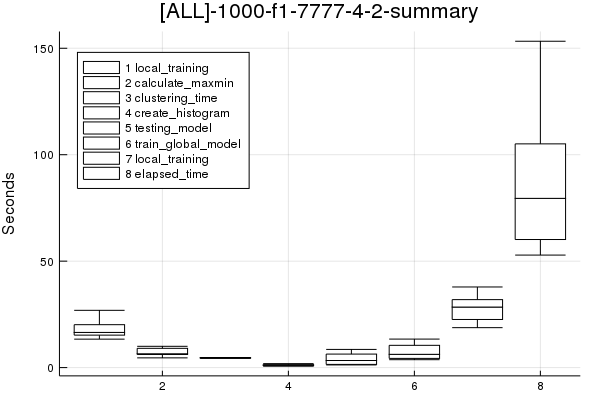 [ALL]-1000-f1-7777-4-2-summary
150
1 local_training
2 calculate_maxmin
3 clustering_time
4 create_histogram
5 testing_model
6 train_global_model
7 local_training
8 elapsed_time
100
Seconds
50
0
2
4
6
8